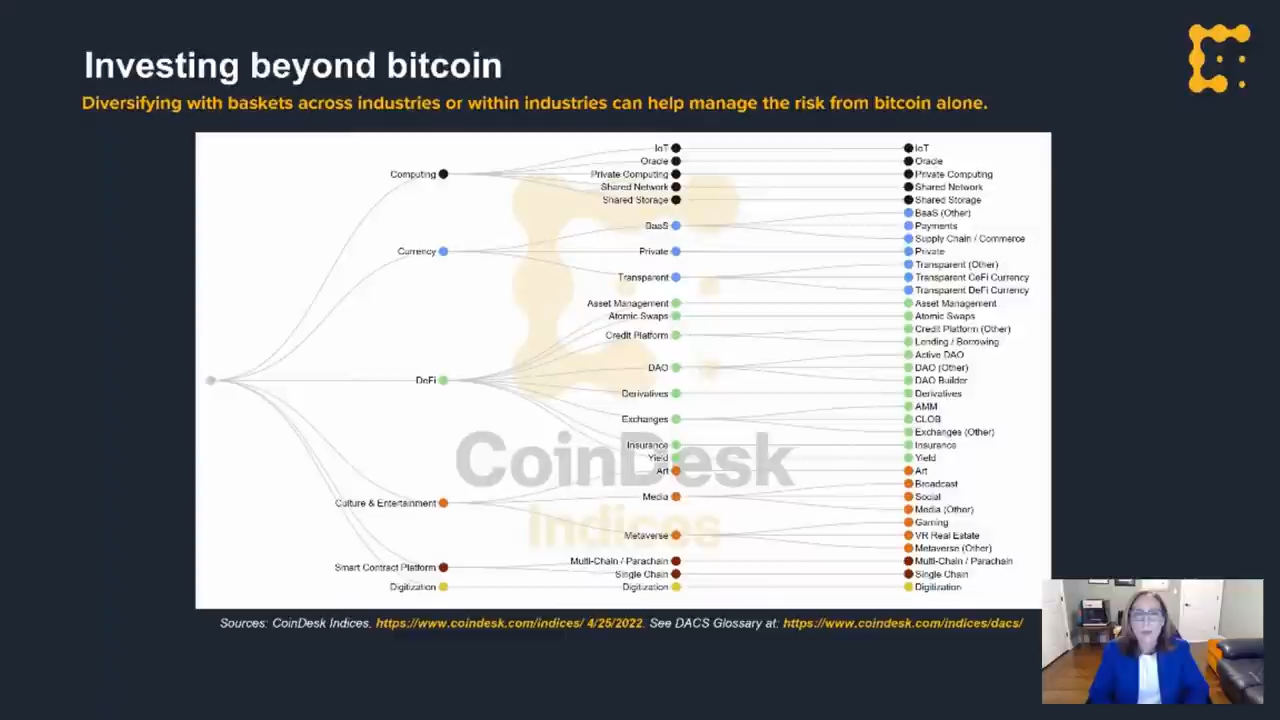 Investing beyond bitcoin
Diversifying with baskets across industries or within industries can help manage the risk from bitcoin alone.
Computing
Currency
DeFi
Culture & Entertainment
Smart Contract Platform
Digitization
IoT
Oracle
Private Computing
Shared Network
Shared Storage
BaaS
Private
Transparent
Asset Management
Atomic Swaps
Credit Platform
DAO
Derivatives
Exchanges
Insurance
Yield
Art
Media
Metaverse
Multi-Chain / Parachain
Single Chain
Digitization
IoT
Oracle
Private Computing
Shared Network
Shared Storage
BaaS (Other)
Payments
Supply Chain / Commerce
Private
Transparent (Other)
Transparent CeFi Currency
Transparent DeFi Currency
Asset Management
Atomic Swaps
Credit Platform (Other)
Lending / Borrowing
Active DAO
DAO (Other)
DAO Builder
Derivatives
AMM
CLOB
Exchanges (Other)
Insurance
Yield
Art
Broadcast
Social
Media (Other)
Gaming
VR Real Estate
Metaverse (Other)
Multi-Chain / Parachain
Single Chain
Digitization
CoinDesk
Indices
Sources: CoinDesk Indices. https://www.coindesk.com/indices/ 4/25/2022. See DACS Glossary at: https://www.coindesk.com/indices/dacs/